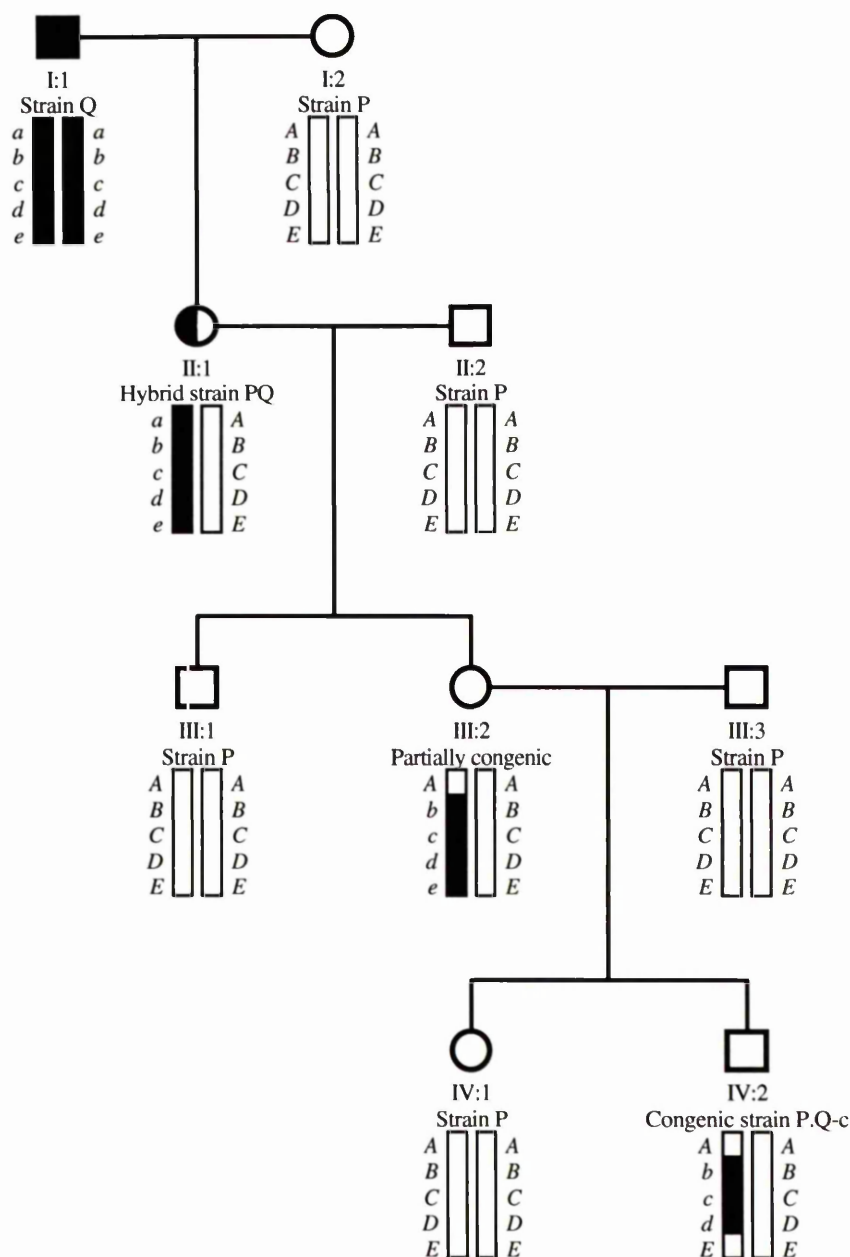 I:1
Strain Q
a a
b b
c c
d d
e e
I:2
Strain P
A A
B B
C C
D D
E E
II:1
Hybrid strain PQ
a A
b B
c C
d D
e E
II:2
Strain P
A A
B B
C C
D D
E E
III:1
Strain P
A A
B B
C C
D D
E E
III:2
Partially congenic
A A
b B
c C
d D
e E
III:3
Strain P
A A
B B
C C
D D
E E
IV:1
Strain P
A A
B B
C C
D D
E E
IV:2
Congenic strain P.Q-c
A A
b B
c C
d D
E E